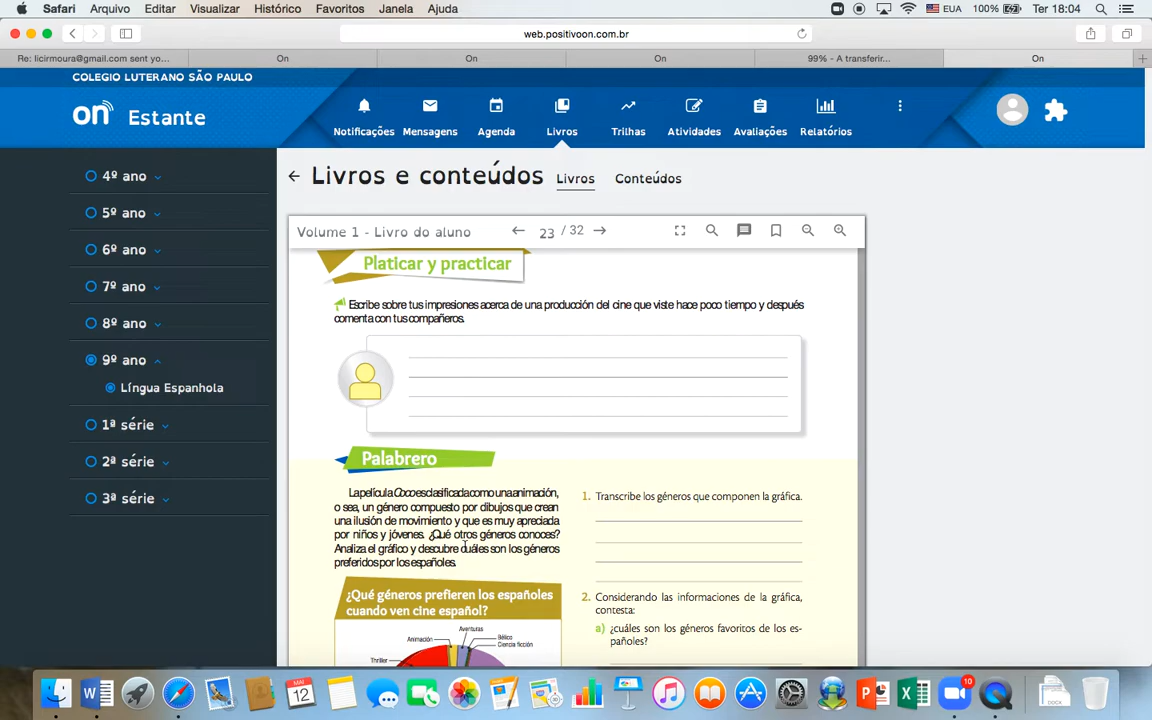 Safari Arquivo Editar Visualizar Histórico Favoritos Janela Ajuda EUA 100% Ter 18:04
web.positivoon.com.br
Re: licirmoura@gmail.com sent yo... On On On 99% - A transferir... On
COLEGIO LUTERANO SÃO PAULO
on Estante
Notificações Mensagens Agenda Livros Trilhas Atividades Avaliações Relatórios
4º ano
5º ano
6º ano
7º ano
8º ano
9º ano
Língua Espanhola
1ª série
2ª série
3ª série
Livros e conteúdos Livros Conteúdos
Volume 1 - Livro do aluno 23 / 32
Platicar y practicar
Escribe sobre tus impresiones acerca de una producción del cine que viste hace poco tiempo y después
comenta con tus compañeros.
Palabrero
La película Coco es clasificada como una animación,
o sea, un género compuesto por dibujos que crean
una ilusión de movimiento y que es muy apreciada
por niños y jóvenes. ¿Qué otros géneros conoces?
Analiza el gráfico y descubre cuáles son los géneros
preferidos por los españoles.
¿Qué géneros prefieren los españoles
cuando ven cine español?
Aventuras
Animación
Bélico
Ciencia ficción
Thriller
1. Transcribe los géneros que componen la gráfica.
2. Considerando las informaciones de la gráfica,
contesta:
a) ¿cuáles son los géneros favoritos de los es-
pañoles?
MAI
12
10
DOCX